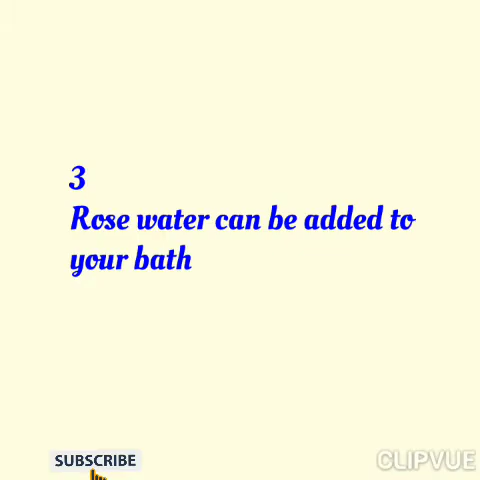 3
Rose water can be added to
your bath
SUBSCRIBE
CLIPVUE